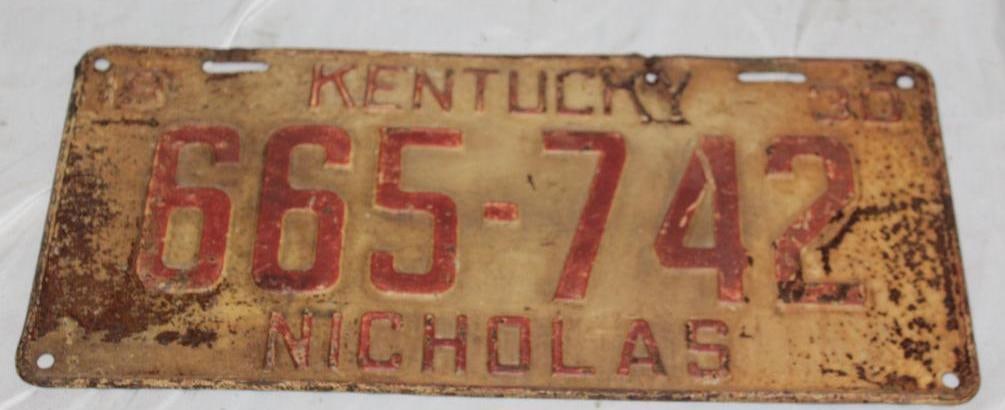 19 KENTUCKY 30
665-742
NICHOLAS